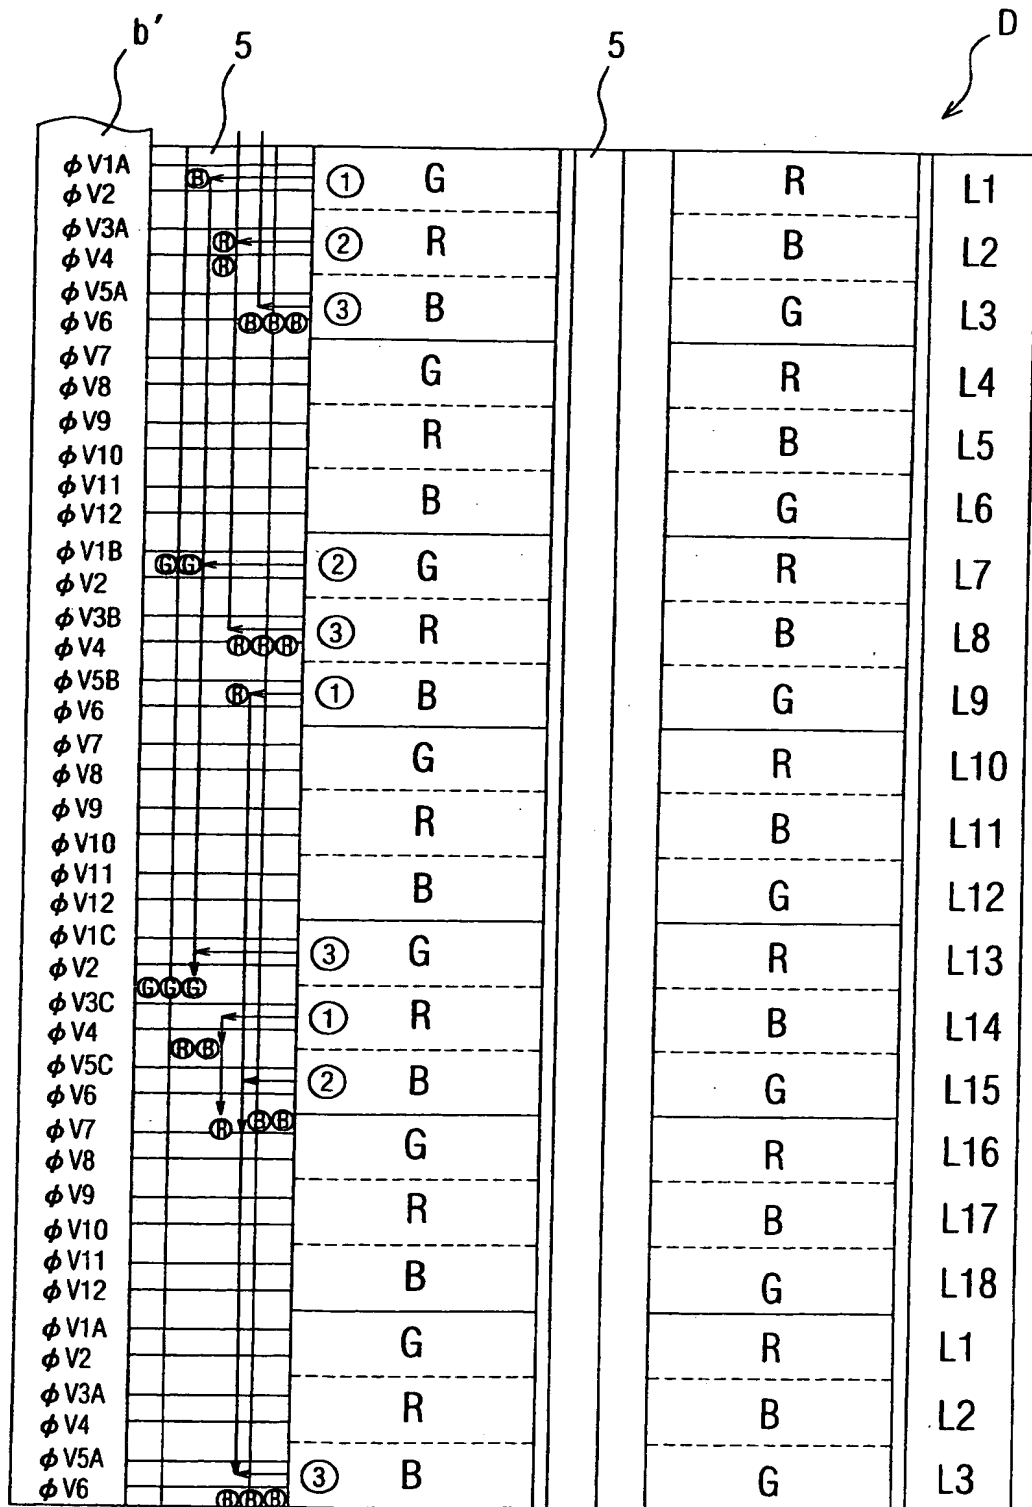 b′ 5 5 D
φV1A Ⓑ ① G R L1
φV2
φV3A Ⓡ ② R B L2
φV4 Ⓡ
φV5A ③ B G L3
φV6 ⒷⒷⒷ
φV7 G R L4
φV8
φV9 R B L5
φV10
φV11 B G L6
φV12
φV1B ⒼⒼ ② G R L7
φV2
φV3B ③ R B L8
φV4 ⓇⓇⓇ
φV5B ① B G L9
φV6
φV7 G R L10
φV8
φV9 R B L11
φV10
φV11 B G L12
φV12
φV1C ③ G R L13
φV2
ⒼⒼⒼ
φV3C ① R B L14
φV4
φV5C ② B G L15
φV6
φV7 G R L16
φV8
φV9 R B L17
φV10
φV11 B G L18
φV12
φV1A G R L1
φV2
φV3A R B L2
φV4
φV5A ③ B G L3
φV6